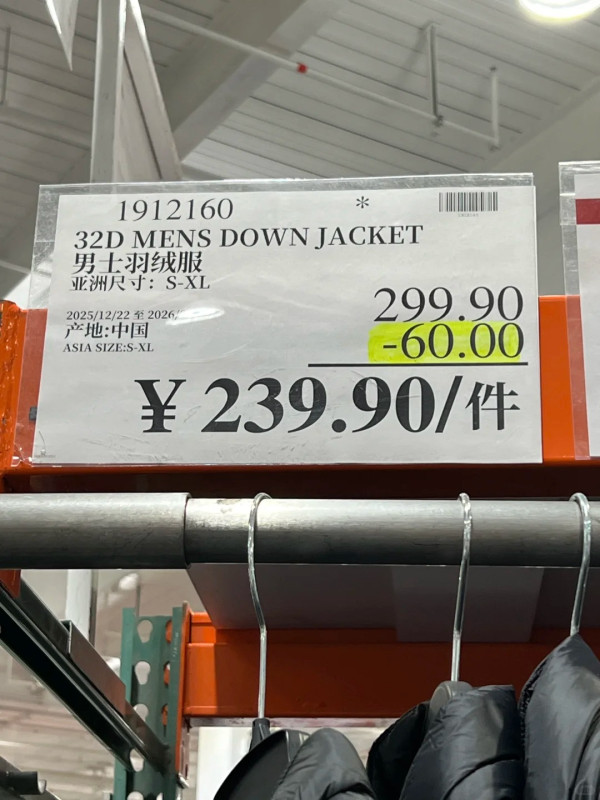 1912160 *
32D MENS DOWN JACKET
男士羽绒服
亚洲尺寸：S-XL
2025/12/22 至 2026/
产地:中国
ASIA SIZE:S-XL
299.90
-60.00
¥ 239.90/件